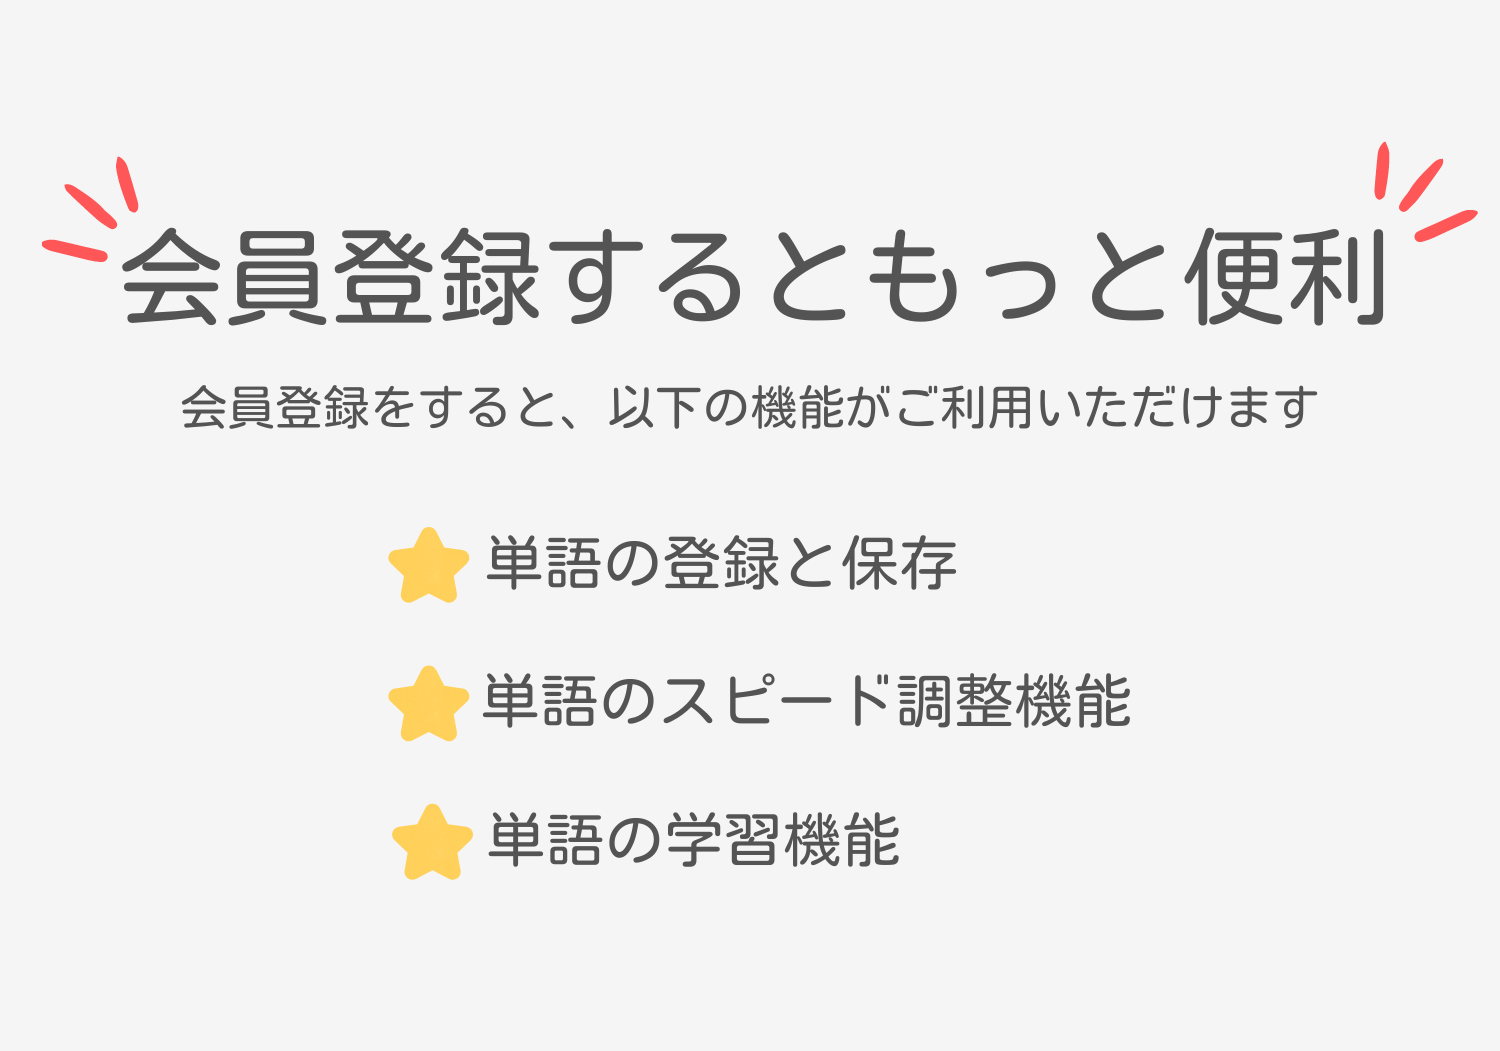 会員登録するともっと便利
会員登録をすると、以下の機能がご利用いただけます
単語の登録と保存
単語のスピード調整機能
単語の学習機能